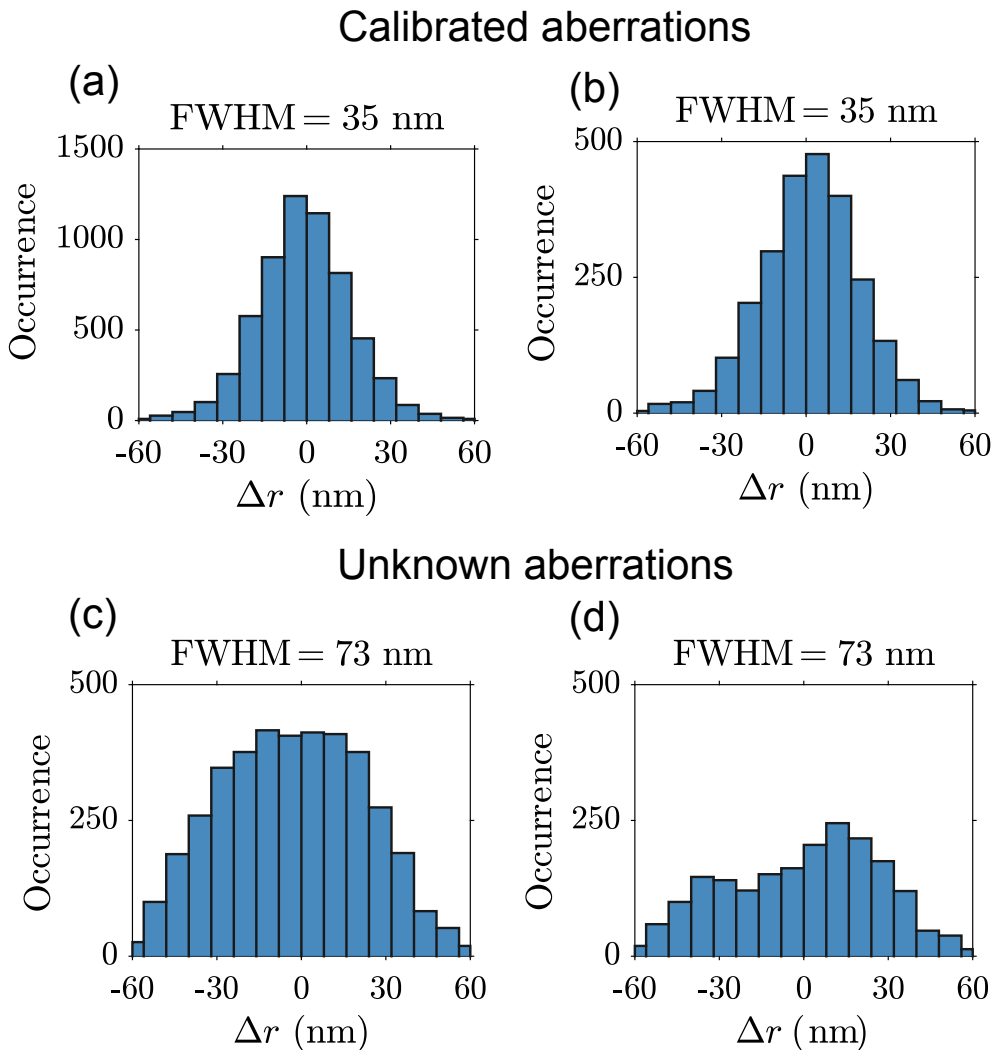 Calibrated aberrations
(a)
FWHM = 35 nm
1500
1000
500
0
Occurrence
-60 -30 0 30 60
Δr (nm)
(b)
FWHM = 35 nm
500
250
0
Occurrence
-60 -30 0 30 60
Δr (nm)
Unknown aberrations
(c)
FWHM = 73 nm
500
250
0
Occurrence
-60 -30 0 30 60
Δr (nm)
(d)
FWHM = 73 nm
500
250
0
Occurrence
-60 -30 0 30 60
Δr (nm)